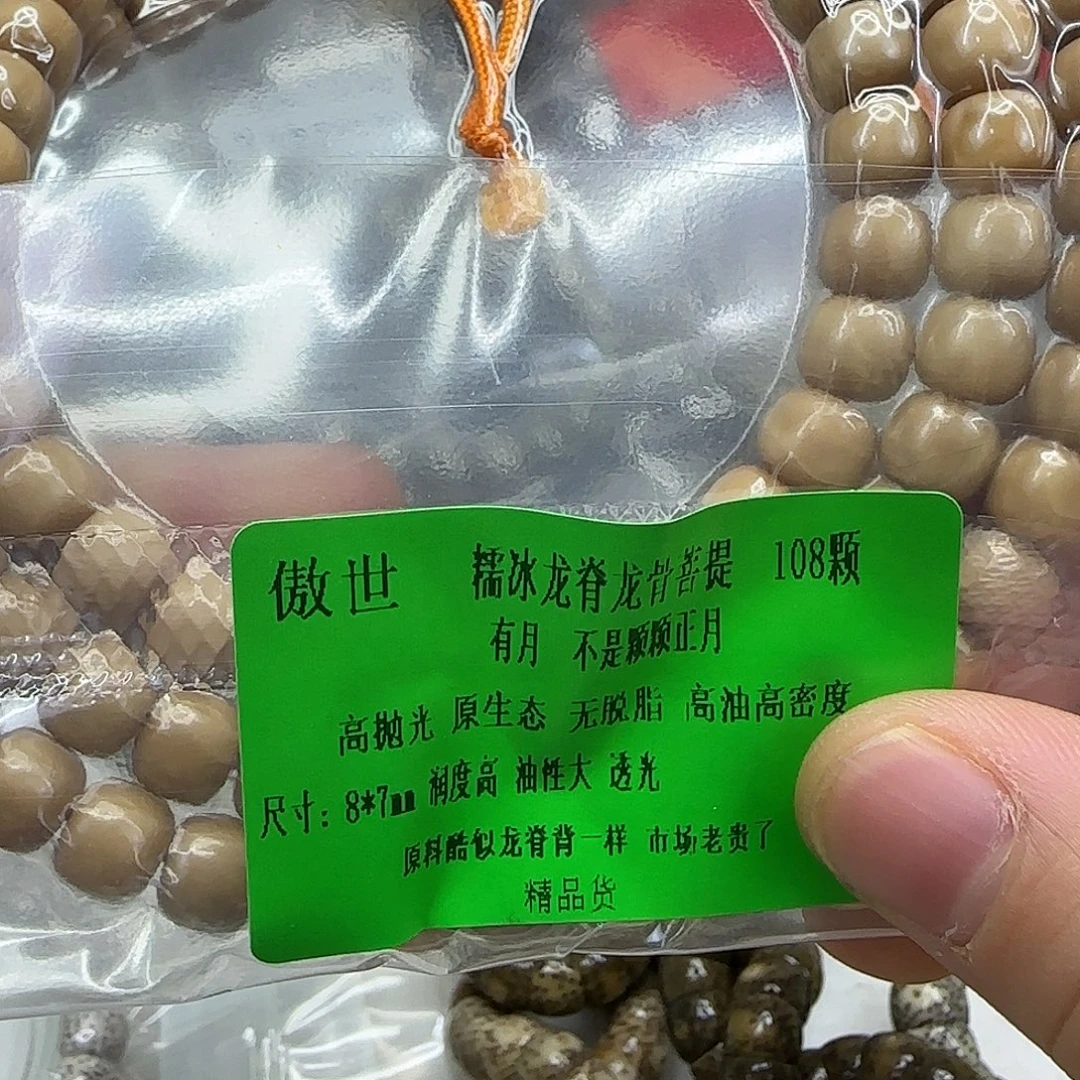 傲世 糯冰龙脊龙背菩提 108颗
有月 不是颗颗正月
高抛光 原生态 无脱脂 高油高密度
尺寸：8*7mm 润度高 油性大 透光
原料酷似龙脊背一样 市场老贵了
精品货